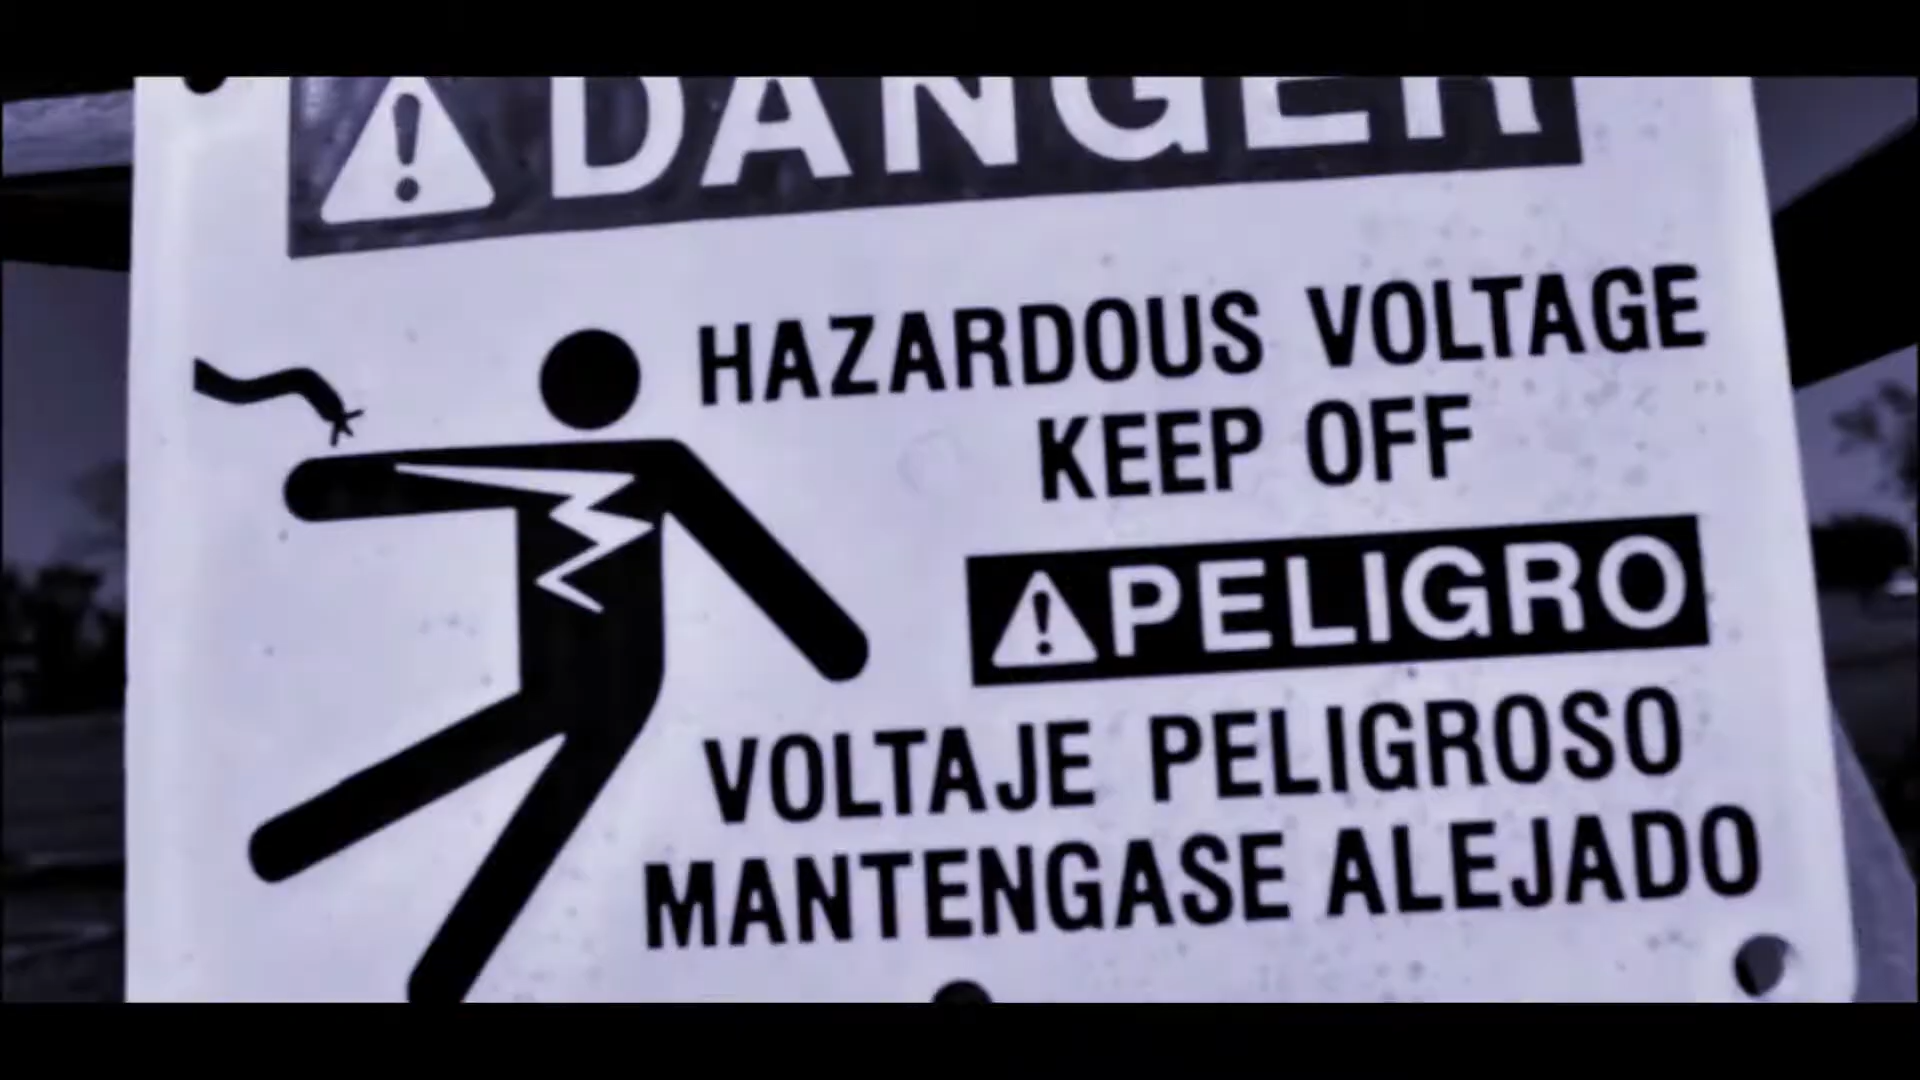 DANGER
HAZARDOUS VOLTAGE
KEEP OFF
PELIGRO
VOLTAJE PELIGROSO
MANTENGASE ALEJADO